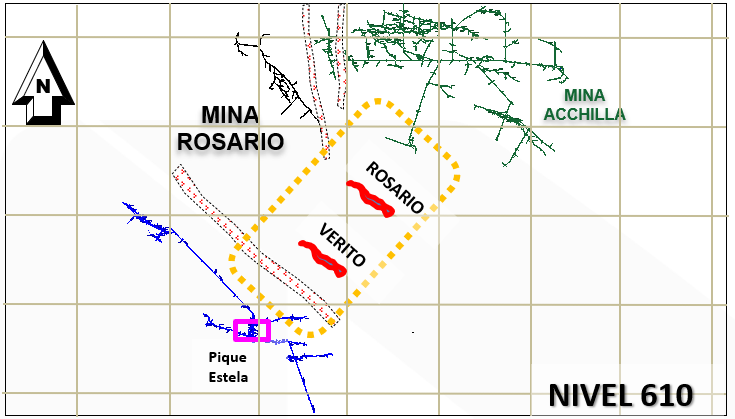 N
MINA
ACCHILLA
MINA
ROSARIO
ROSARIO
VERITO
Pique
Estela
NIVEL 610